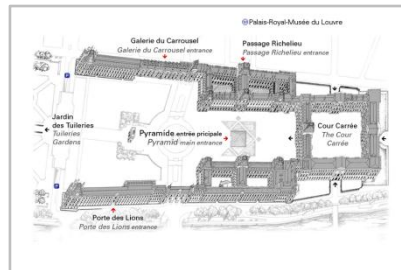 Palais-Royal-Musée du Louvre
Galerie du Carrousel
Galerie du Carrousel entrance
Passage Richelieu
Passage Richelieu entrance
Jardin
des Tuileries
Tuileries
Gardens
Pyramide entrée pricipale
Pyramid main entrance
Cour Carrée
The Cour
Carrée
Porte des Lions
Porte des Lions entrance